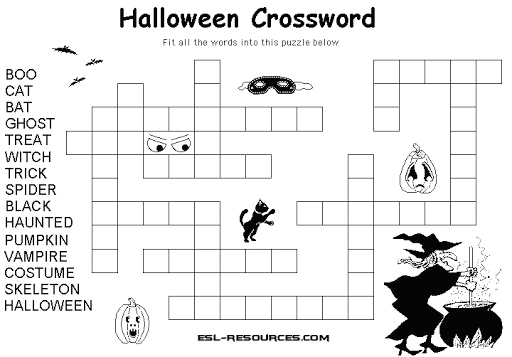 Halloween Crossword
Fit all the words into this puzzle below
BOO
CAT
BAT
GHOST
TREAT
WITCH
TRICK
SPIDER
BLACK
HAUNTED
PUMPKIN
VAMPIRE
COSTUME
SKELETON
HALLOWEEN
ESL-RESOURCES.COM